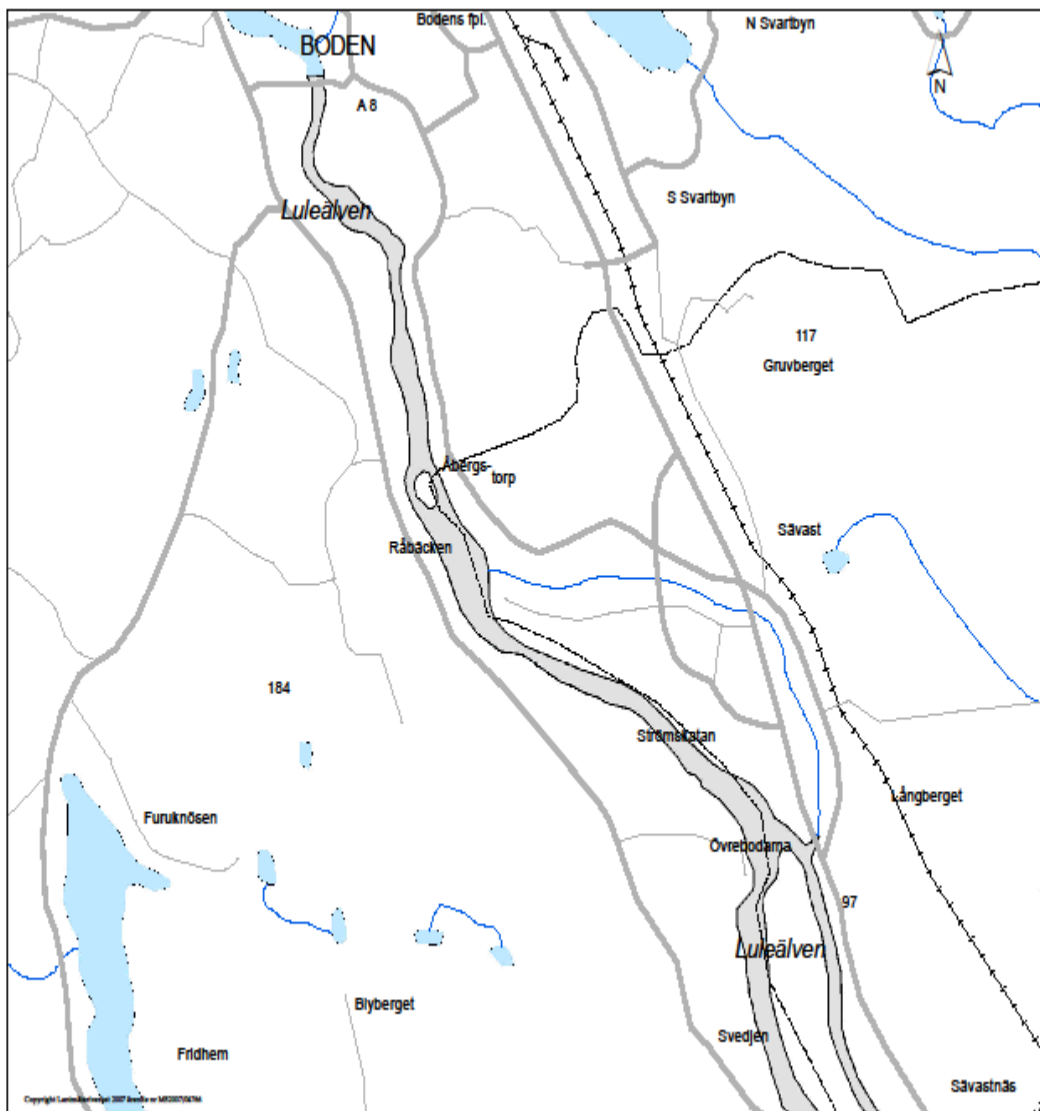 Bodens fpl.
N Svartbyn
BODEN
N
A 8
S Svartbyn
Luleälven
117
Gruvberget
Åbergs-
torp
Sävast
Råbäcken
184
Strömskatan
Långberget
Furuknösen
Övrebodarna
97
Luleälven
Blyberget
Svedjen
Fridhem
Sävastnäs